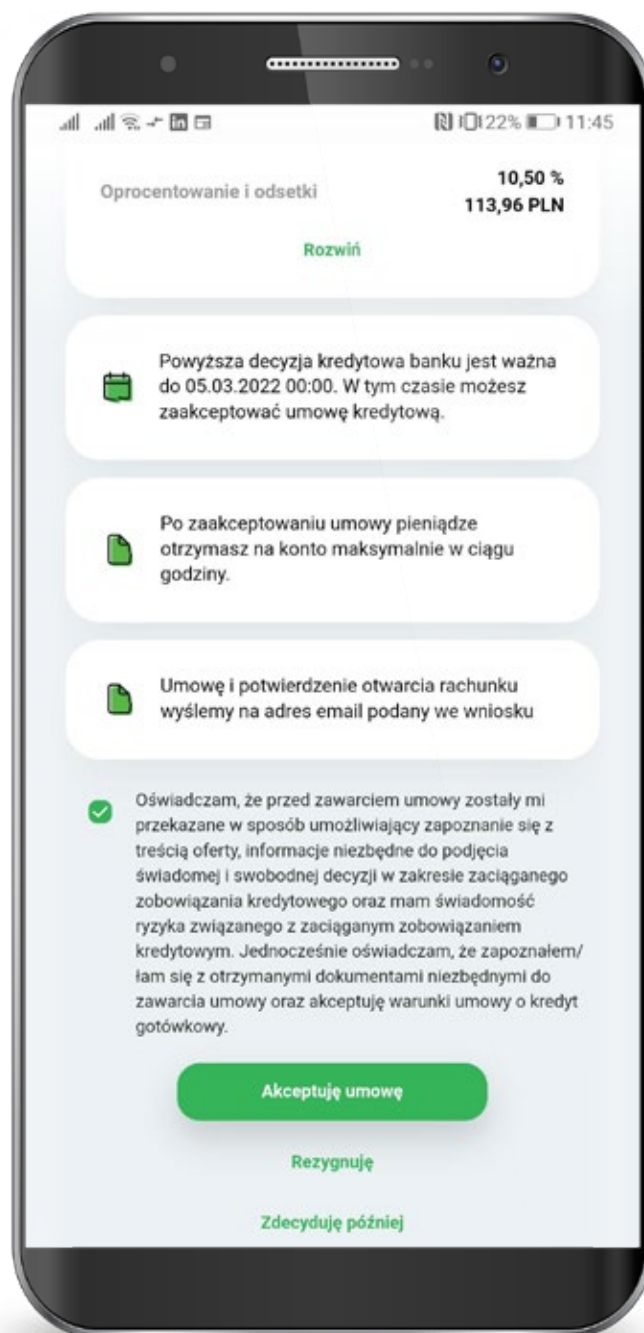 22% 11:45
Oprocentowanie i odsetki 10,50 %
113,96 PLN
Rozwiń
Powyższa decyzja kredytowa banku jest ważna
do 05.03.2022 00:00. W tym czasie możesz
zaakceptować umowę kredytową.
Po zaakceptowaniu umowy pieniądze
otrzymasz na konto maksymalnie w ciągu
godziny.
Umowę i potwierdzenie otwarcia rachunku
wyślemy na adres email podany we wniosku
Oświadczam, że przed zawarciem umowy zostały mi
przekazane w sposób umożliwiający zapoznanie się z
treścią oferty, informacje niezbędne do podjęcia
świadomej i swobodnej decyzji w zakresie zaciąganego
zobowiązania kredytowego oraz mam świadomość
ryzyka związanego z zaciąganym zobowiązaniem
kredytowym. Jednocześnie oświadczam, że zapoznałem/
łam się z otrzymanymi dokumentami niezbędnymi do
zawarcia umowy oraz akceptuję warunki umowy o kredyt
gotówkowy.
Akceptuję umowę
Rezygnuję
Zdecyduję później